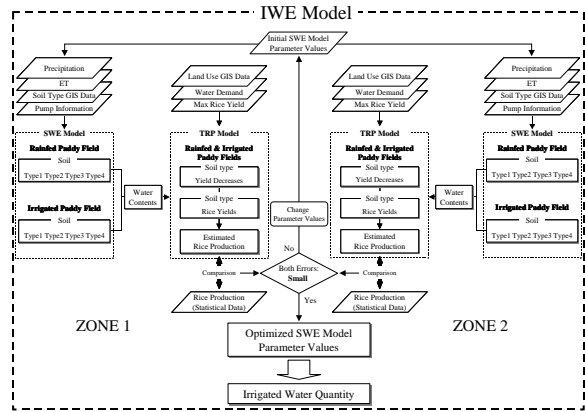 IWE Model
Initial SWE Model
Parameter Values
Precipitation
ET
Soil Type GIS Data
Pump Information
SWE Model
Rainfed Paddy Field
Soil
Type1 Type2 Type3 Type4
Irrigated Paddy Field
Soil
Type1 Type2 Type3 Type4
Water
Contents
Land Use GIS Data
Water Demand
Max Rice Yield
TRP Model
Rainfed & Irrigated
Paddy Fields
Soil type
Yield Decreases
Soil type
Rice Yields
Estimated
Rice Production
Comparison
Rice Production
(Statistical Data)
ZONE 1
Change
Parameter Values
No
Both Errors:
Small
Yes
Optimized SWE Model
Parameter Values
Irrigated Water Quantity
Land Use GIS Data
Water Demand
Max Rice Yield
TRP Model
Rainfed & Irrigated
Paddy Fields
Soil type
Yield Decreases
Soil type
Rice Yields
Estimated
Rice Production
Comparison
Rice Production
(Statistical Data)
Water
Contents
Precipitation
ET
Soil Type GIS Data
Pump Information
SWE Model
Rainfed Paddy Field
Soil
Type1 Type2 Type3 Type4
Irrigated Paddy Field
Soil
Type1 Type2 Type3 Type4
ZONE 2